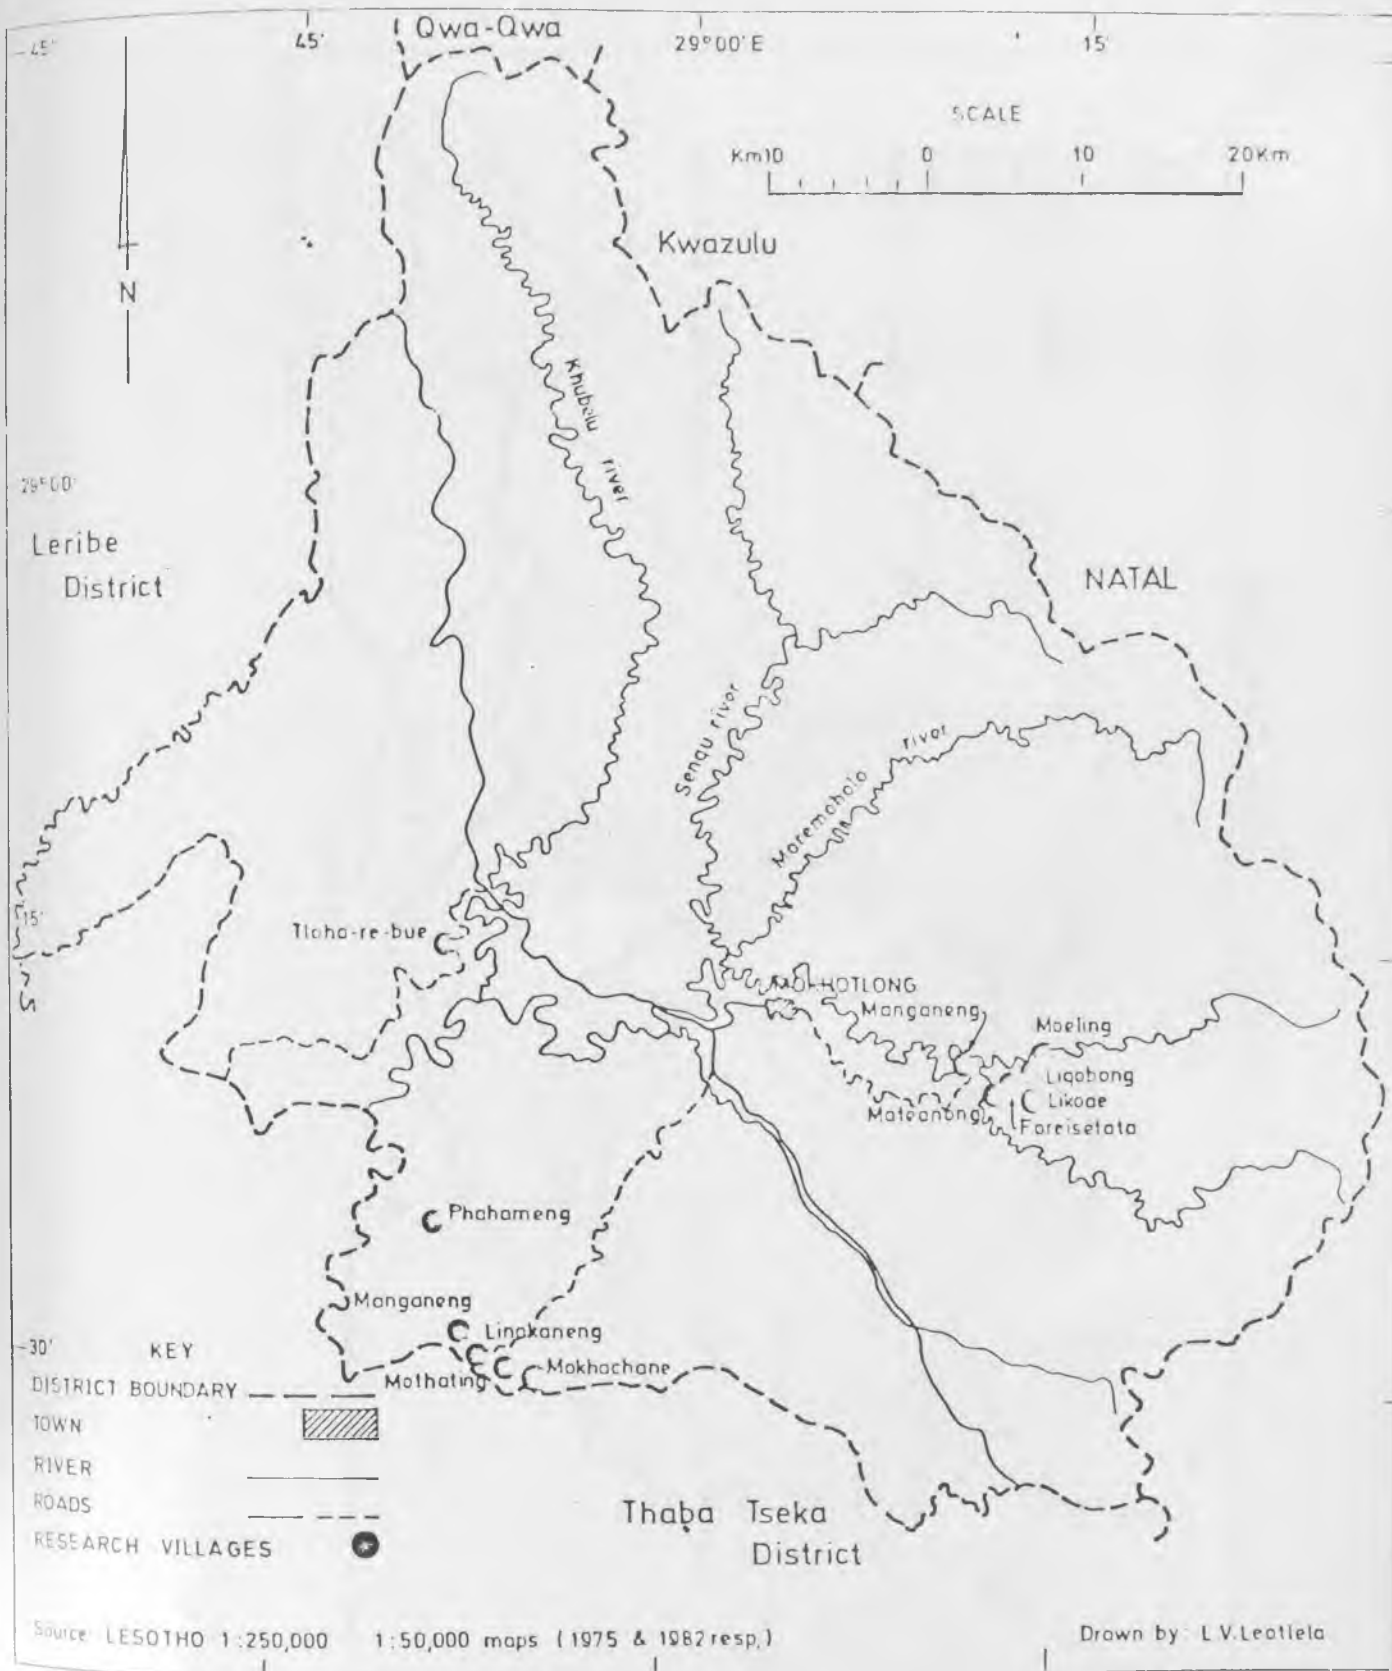 45'
45'
Qwa-Qwa
29°00'E
15'
SCALE
Km10 0 10 20Km
Kwazulu
N
Khubelu river
29°00'
Leribe
District
NATAL
Senqu river
Moremoholo river
15'
Tloha-re-bue
MOKHOTLONG
Manganeng
Moeling
Liqobong
Likoae
Mateanong
Foreisetata
Phahameng
Manganeng
Linakaneng
30'
KEY
Mothating
Mokhachane
DISTRICT BOUNDARY
TOWN
RIVER
ROADS
RESEARCH VILLAGES
Thaba Tseka
District
Source: LESOTHO 1:250,000 1:50,000 maps (1975 & 1982 resp.)
Drawn by: L.V.Leotlela